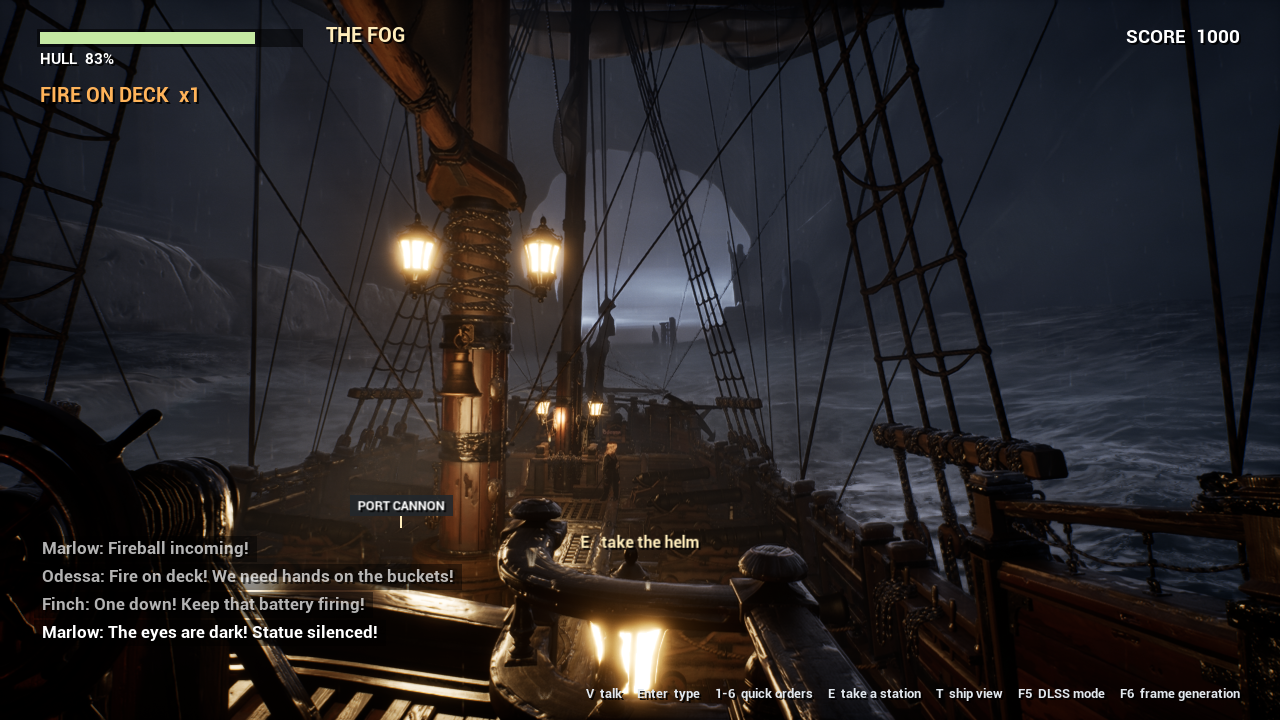 THE FOG
SCORE 1000
HULL 83%
FIRE ON DECK x1
PORT CANNON
E take the helm
Marlow: Fireball incoming!
Odessa: Fire on deck! We need hands on the buckets!
Finch: One down! Keep that battery firing!
Marlow: The eyes are dark! Statue silenced!
V talk Enter type 1-6 quick orders E take a station T ship view F5 DLSS mode F6 frame generation